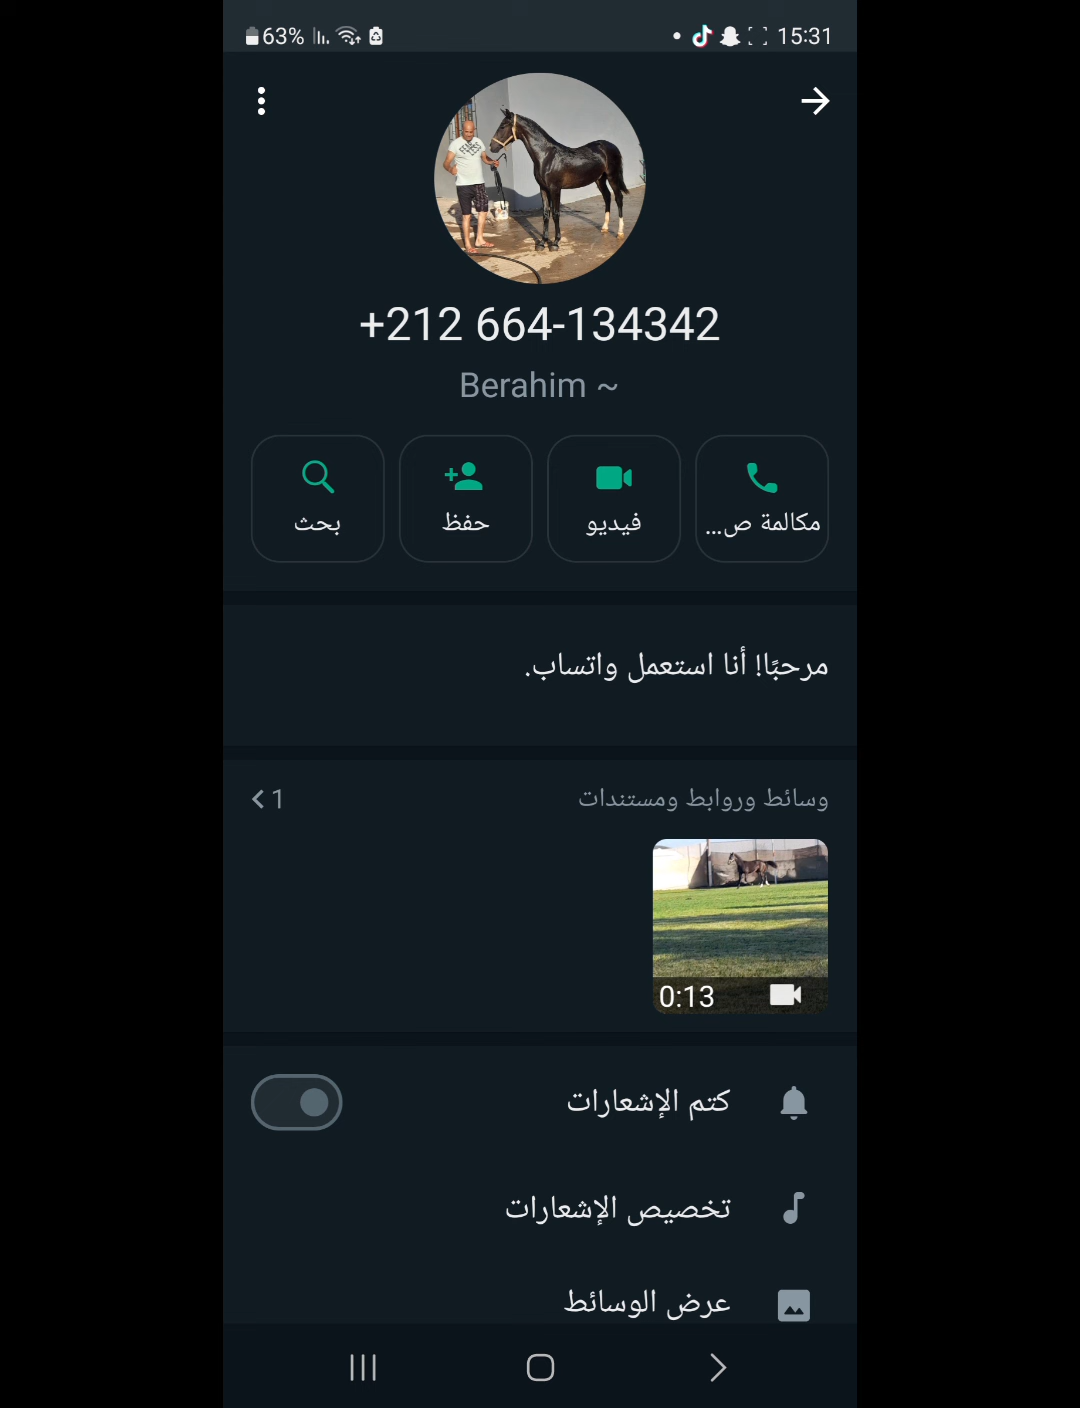 63% 15:31
+212 664-134342
Berahim ~
مكالمة ص...
فيديو
حفظ
بحث
مرحبًا! أنا استعمل واتساب.
وسائط وروابط ومستندات
1
0:13
كتم الإشعارات
تخصيص الإشعارات
عرض الوسائط